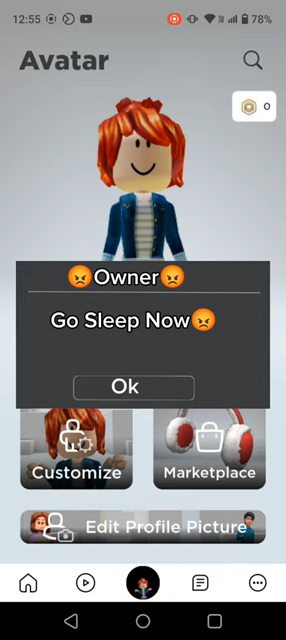 12:55
78%
Avatar
0
😡Owner😡
Go Sleep Now😡
Ok
Customize
Marketplace
Edit Profile Picture